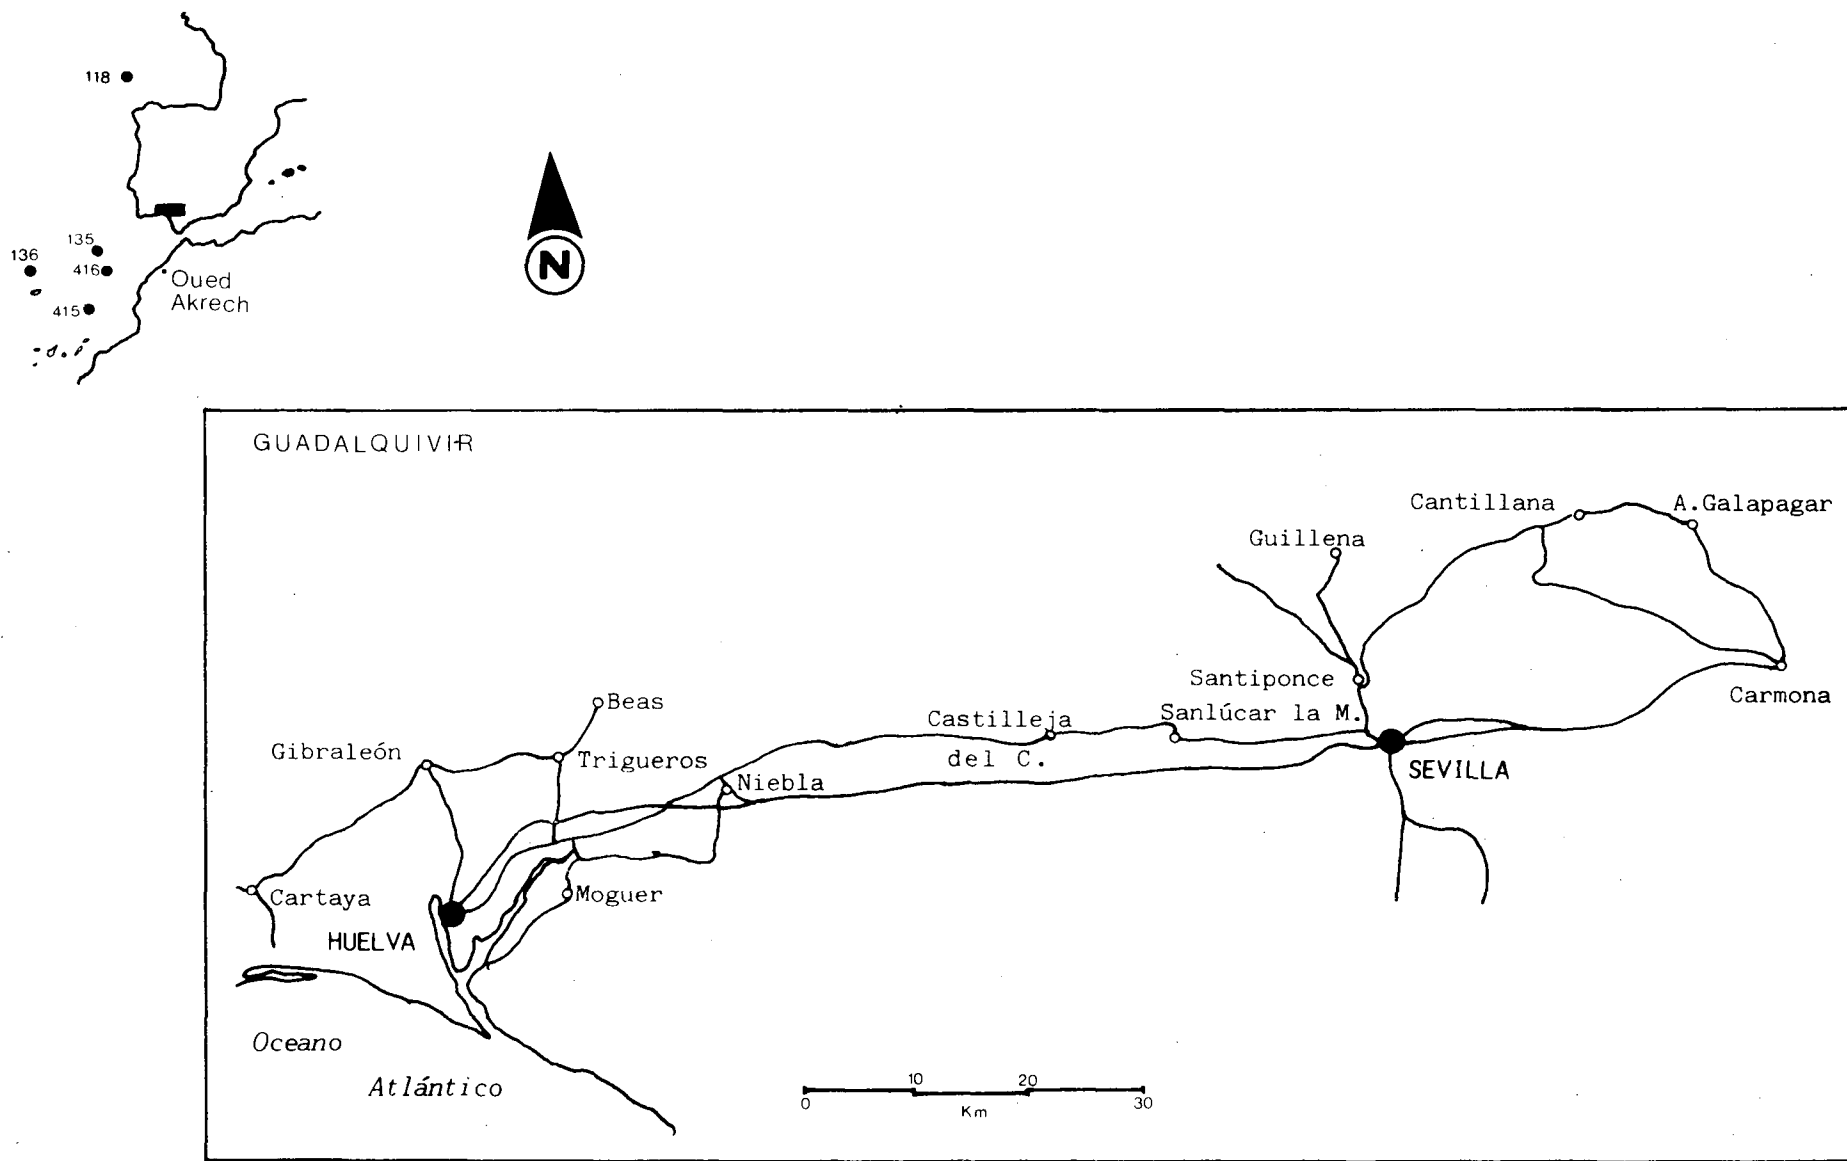 118
135
136
416
Oued
Akrech
415
N
GUADALQUIVIR
Cantillana
A.Galapagar
Guillena
Santiponce
Carmona
Beas
Sanlúcar la M.
Castilleja
del C.
Gibraleón
Trigueros
SEVILLA
Niebla
Cartaya
Moguer
HUELVA
Oceano
Atlántico
10
20
0
Km
30